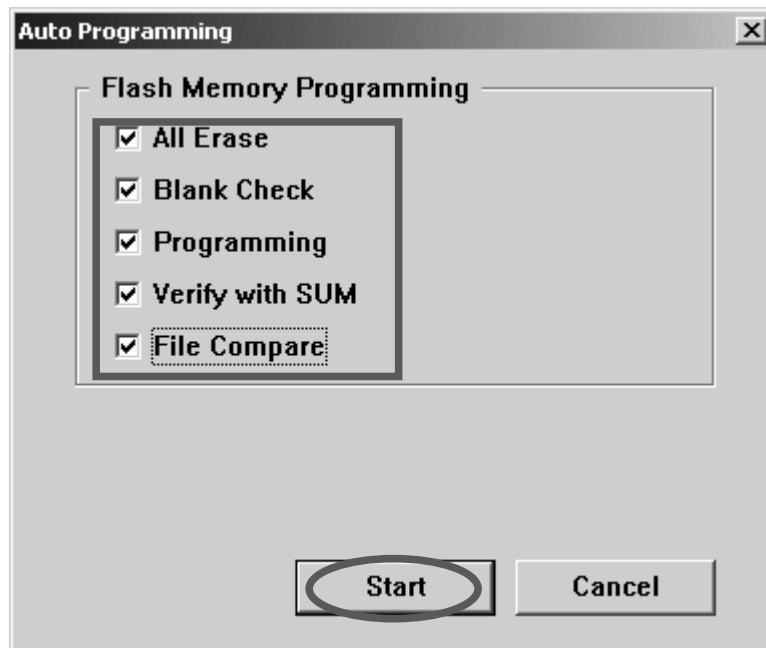 Auto Programming
Flash Memory Programming
All Erase
Blank Check
Programming
Verify with SUM
File Compare
Start Cancel